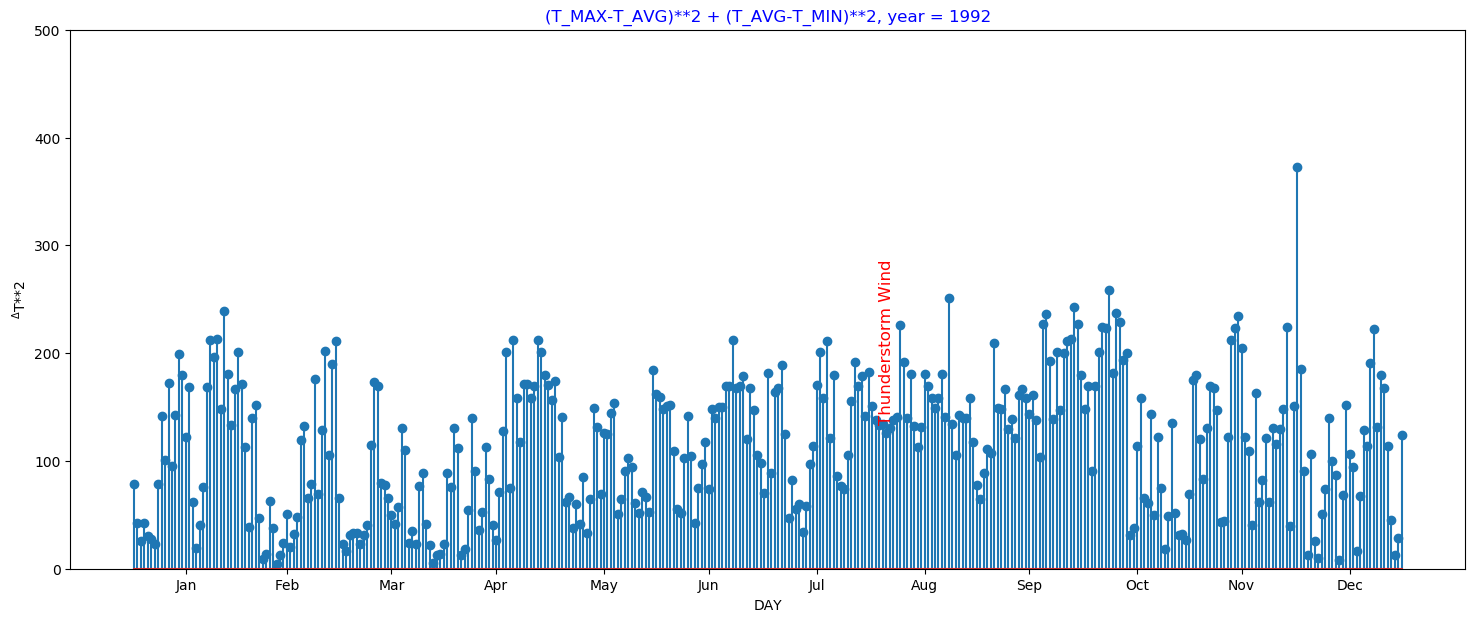 (T_MAX-T_AVG)**2 + (T_AVG-T_MIN)**2, year = 1992
500
400
300
200
100
0
ΔT**2
Thunderstorm Wind
Jan Feb Mar Apr May Jun Jul Aug Sep Oct Nov Dec
DAY